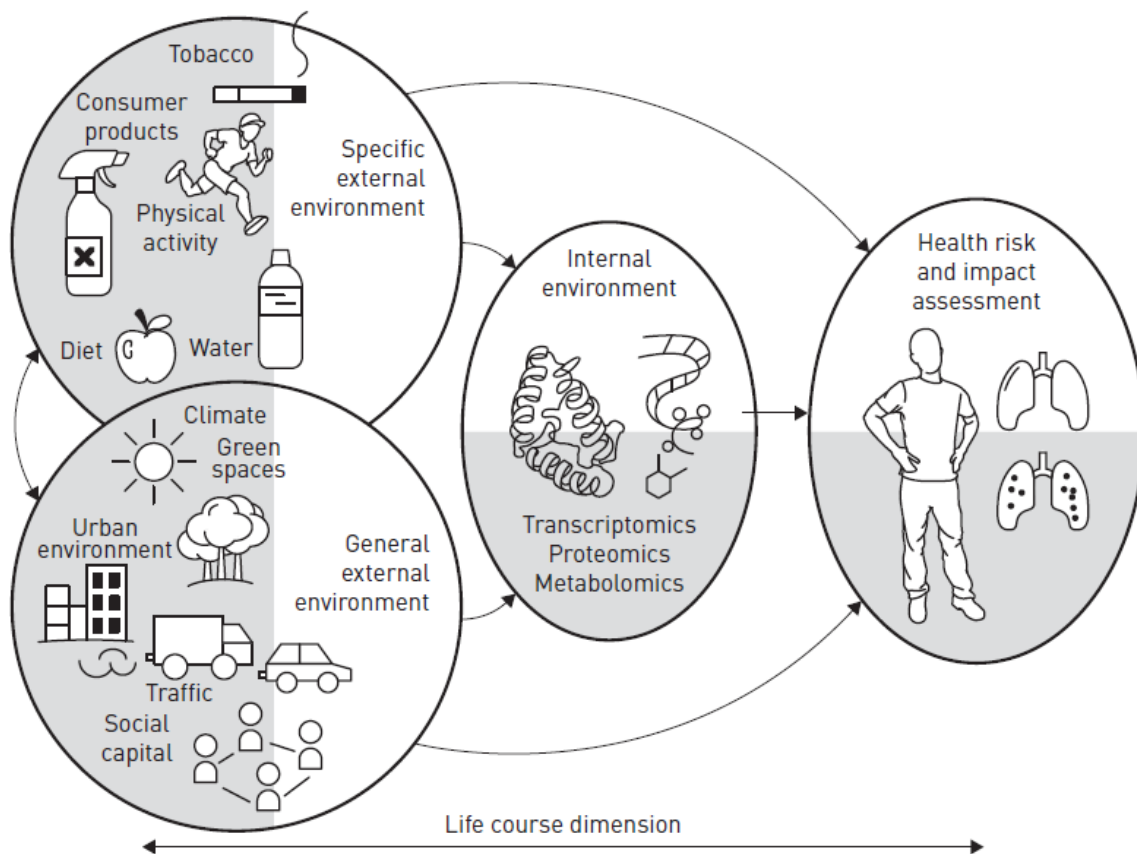 Tobacco
Consumer
products
Physical
activity
Diet
Water
Specific
external
environment
Climate
Green
spaces
Urban
environment
Traffic
Social
capital
General
external
environment
Internal
environment
Transcriptomics
Proteomics
Metabolomics
Health risk
and impact
assessment
Life course dimension